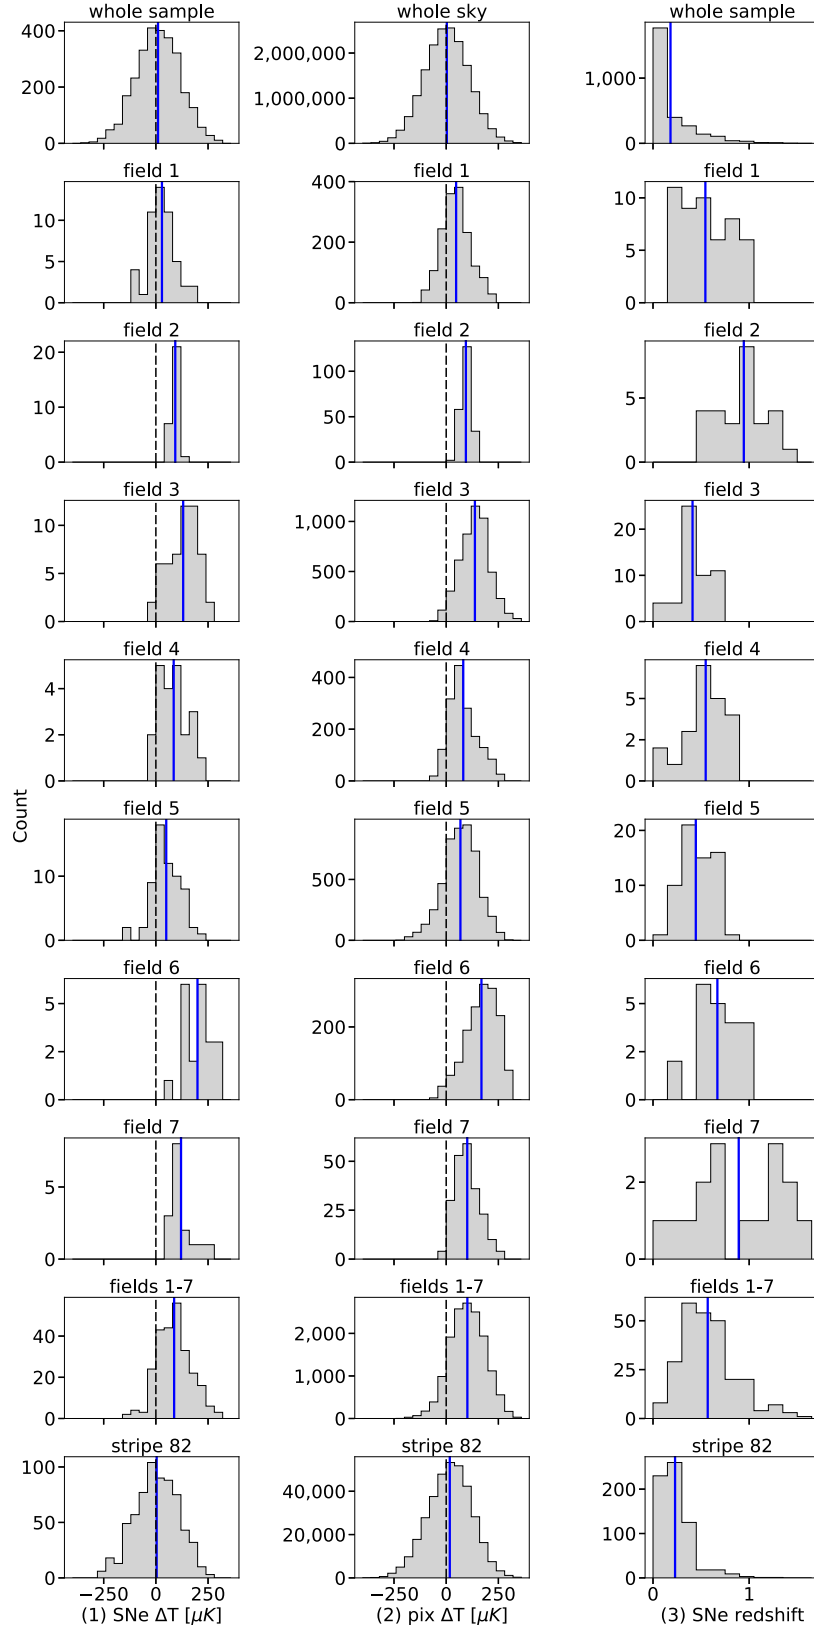 whole sample whole sky whole sample
400 200 0
2,000,000 1,000,000 0
1,000 0
field 1 field 1 field 1
10 5 0
400 200 0
10 5 0
field 2 field 2 field 2
20 10 0
100 50 0
5 0
field 3 field 3 field 3
10 5 0
1,000 500 0
20 10 0
field 4 field 4 field 4
4 2 0
400 200 0
5 2 0
Count
field 5 field 5 field 5
10 0
500 0
20 10 0
field 6 field 6 field 6
5 2 0
200 0
5 2 0
field 7 field 7 field 7
5 0
50 25 0
2 0
fields 1-7 fields 1-7 fields 1-7
40 20 0
2,000 1,000 0
50 25 0
stripe 82 stripe 82 stripe 82
100 50 0
40,000 20,000 0
200 100 0
−250 0 250 −250 0 250 0 1
(1) SNe ΔT [μK] (2) pix ΔT [μK] (3) SNe redshift